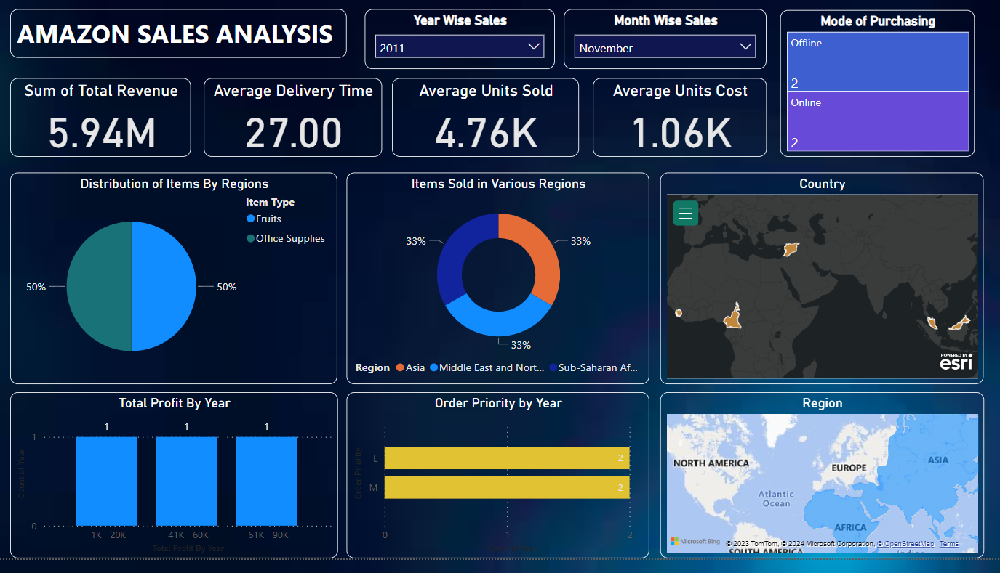 AMAZON SALES ANALYSIS
Year Wise Sales
2011
Month Wise Sales
November
Mode of Purchasing
Offline
2
Online
2
Sum of Total Revenue
5.94M
Average Delivery Time
27.00
Average Units Sold
4.76K
Average Units Cost
1.06K
Distribution of Items By Regions
Item Type
Fruits
Office Supplies
50%
50%
Items Sold in Various Regions
33%
33%
33%
Region Asia Middle East and Nort... Sub-Saharan Af...
Country
POWERED BY
esri
Total Profit By Year
1 1 1
1
Count of Year
0
1K - 20K 41K - 60K 61K - 90K
Total Profit By Year
Order Priority by Year
Order Priority
L 2
M 2
0 1 2
Region
NORTH AMERICA
EUROPE
ASIA
Atlantic
Ocean
AFRICA
Microsoft Bing
© 2023 TomTom, © 2024 Microsoft Corporation, © OpenStreetMap Terms
SOUTH AMERICA
Indian